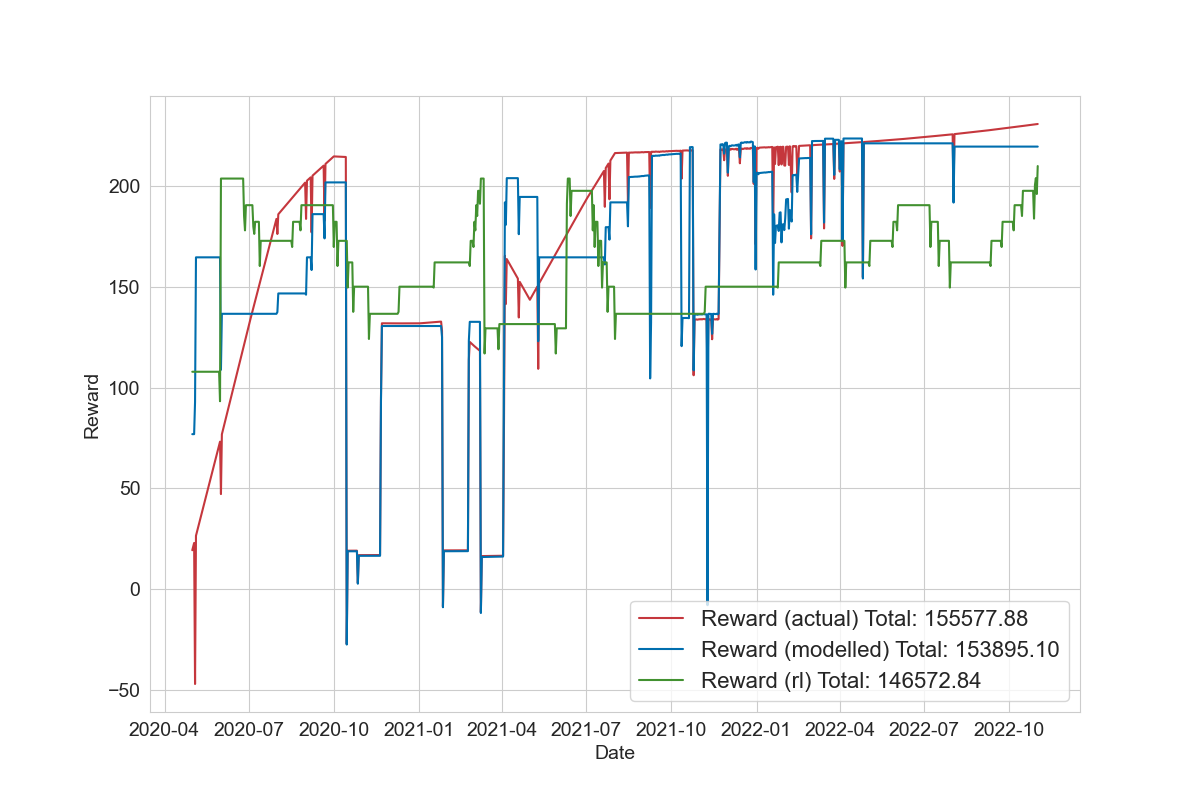 Reward
200
150
100
50
0
−50
2020-04 2020-07 2020-10 2021-01 2021-04 2021-07 2021-10 2022-01 2022-04 2022-07 2022-10
Date
Reward (actual) Total: 155577.88
Reward (modelled) Total: 153895.10
Reward (rl) Total: 146572.84